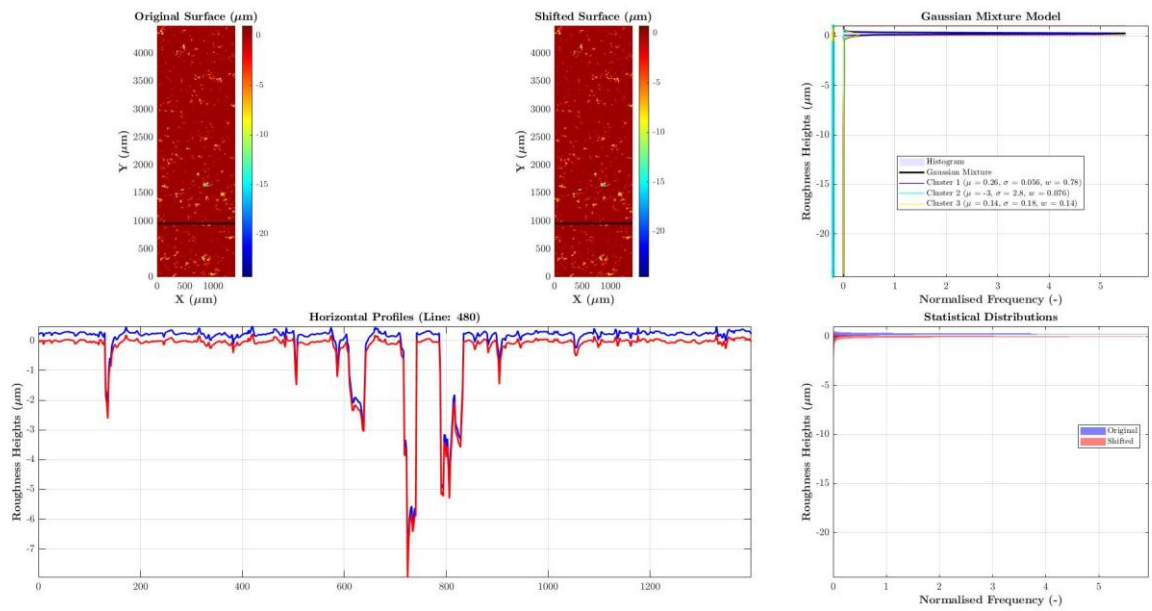 Original Surface (μm)
Y (μm)
4500
4000
3500
3000
2500
2000
1500
1000
500
0
0 500 1000
X (μm)
0
-5
-10
-15
-20
Shifted Surface (μm)
Y (μm)
4500
4000
3500
3000
2500
2000
1500
1000
500
0
0 500 1000
X (μm)
0
-5
-10
-15
-20
Gaussian Mixture Model
Roughness Heights (μm)
0
-5
-10
-15
-20
Histogram
Gaussian Mixture
Cluster 1 (μ = 0.26, σ = 0.056, w = 0.78)
Cluster 2 (μ = -3, σ = 2.8, w = 0.076)
Cluster 3 (μ = 0.14, σ = 0.18, w = 0.14)
0 1 2 3 4 5
Normalised Frequency (-)
Horizontal Profiles (Line: 480)
Roughness Heights (μm)
0
-1
-2
-3
-4
-5
-6
-7
0 200 400 600 800 1000 1200
Statistical Distributions
Roughness Heights (μm)
0
-5
-10
-15
-20
Original
Shifted
0 1 2 3 4 5
Normalised Frequency (-)